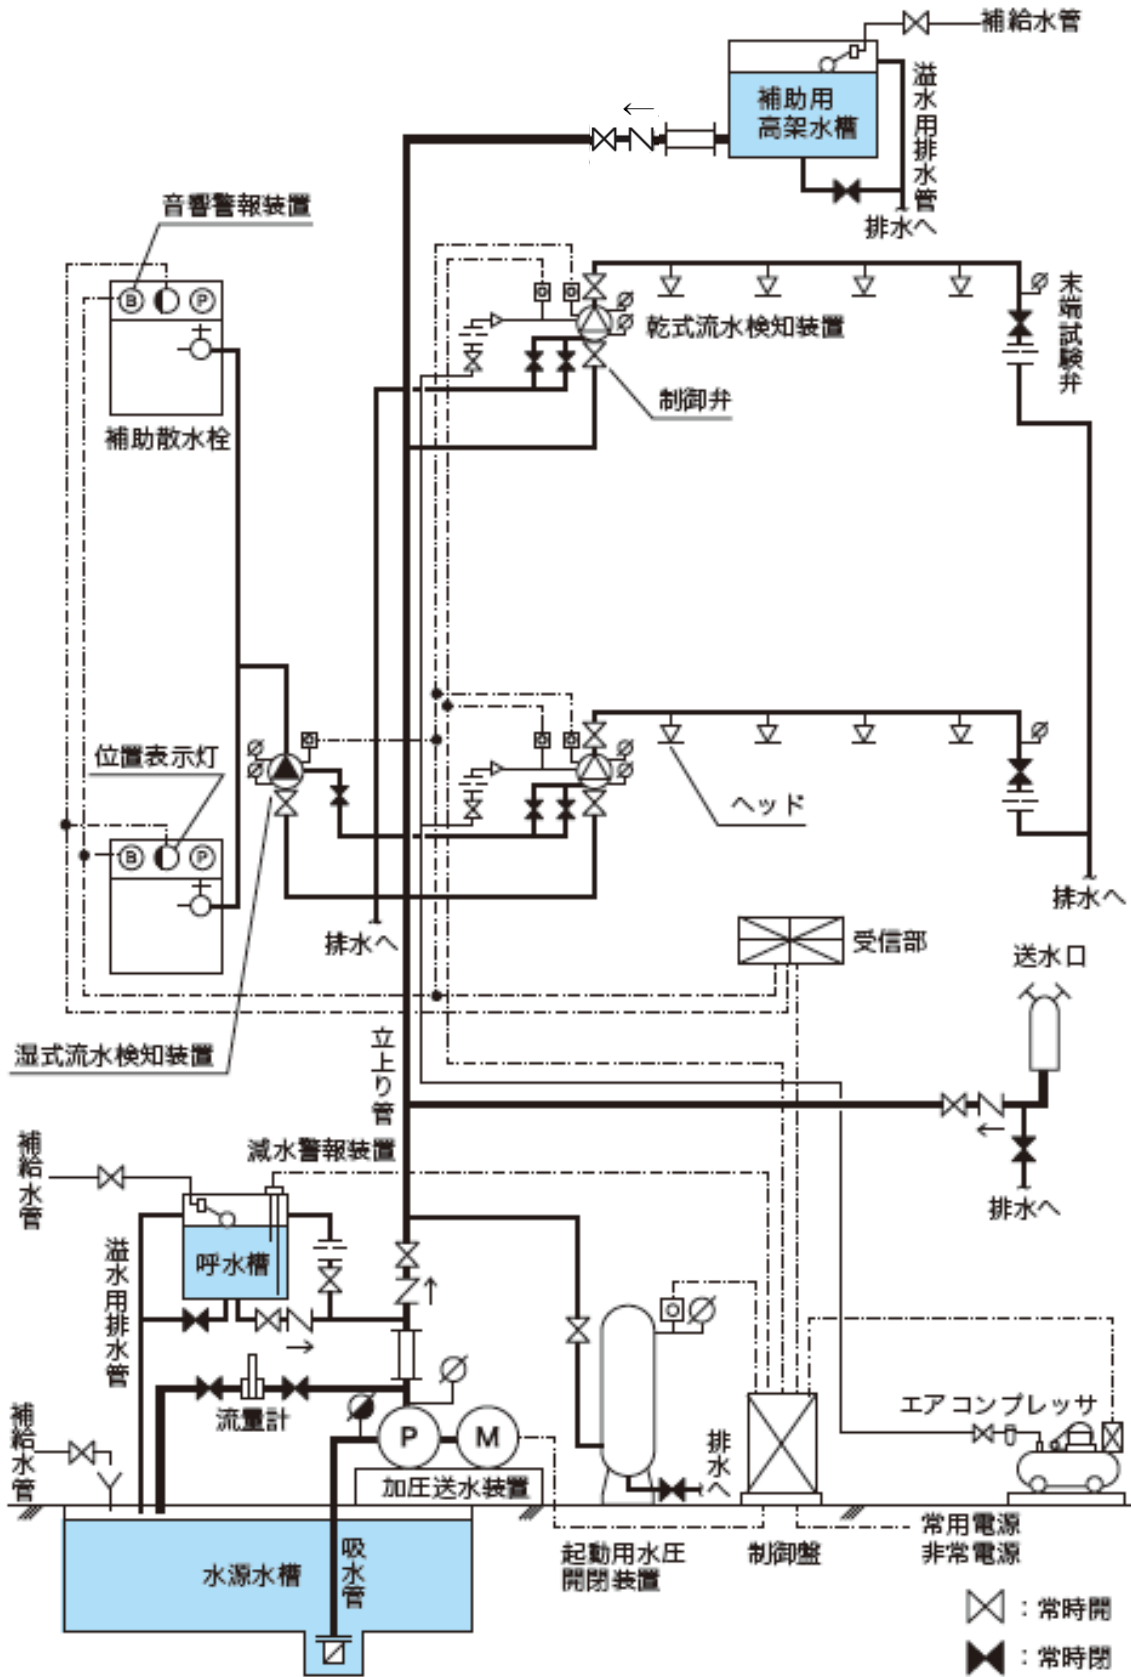 補給水管
補助用
高架水槽
溢水用排水管
排水へ
音響警報装置
B
P
補助散水栓
乾式流水検知装置
制御弁
末端試験弁
位置表示灯
B
P
ヘッド
排水へ
排水へ
受信部
送水口
湿式流水検知装置
立上り管
排水へ
補給水管
減水警報装置
呼水槽
溢水用排水管
流量計
補給水管
P
M
加圧送水装置
排水へ
エアコンプレッサ
水源水槽
吸水管
起動用水圧
開閉装置
制御盤
常用電源
非常電源
：常時開
：常時閉